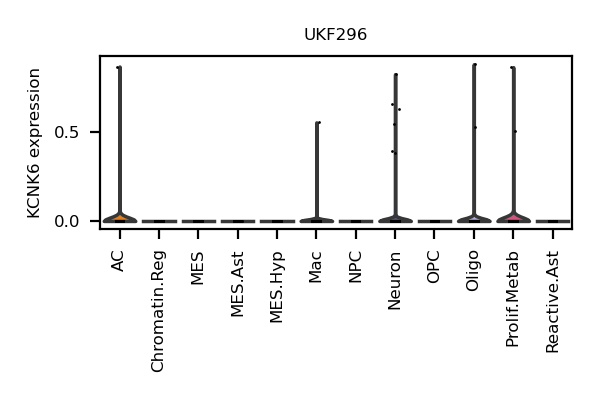 UKF296
KCNK6 expression
0.5
0.0
AC
Chromatin.Reg
MES
MES.Ast
MES.Hyp
Mac
NPC
Neuron
OPC
Oligo
Prolif.Metab
Reactive.Ast